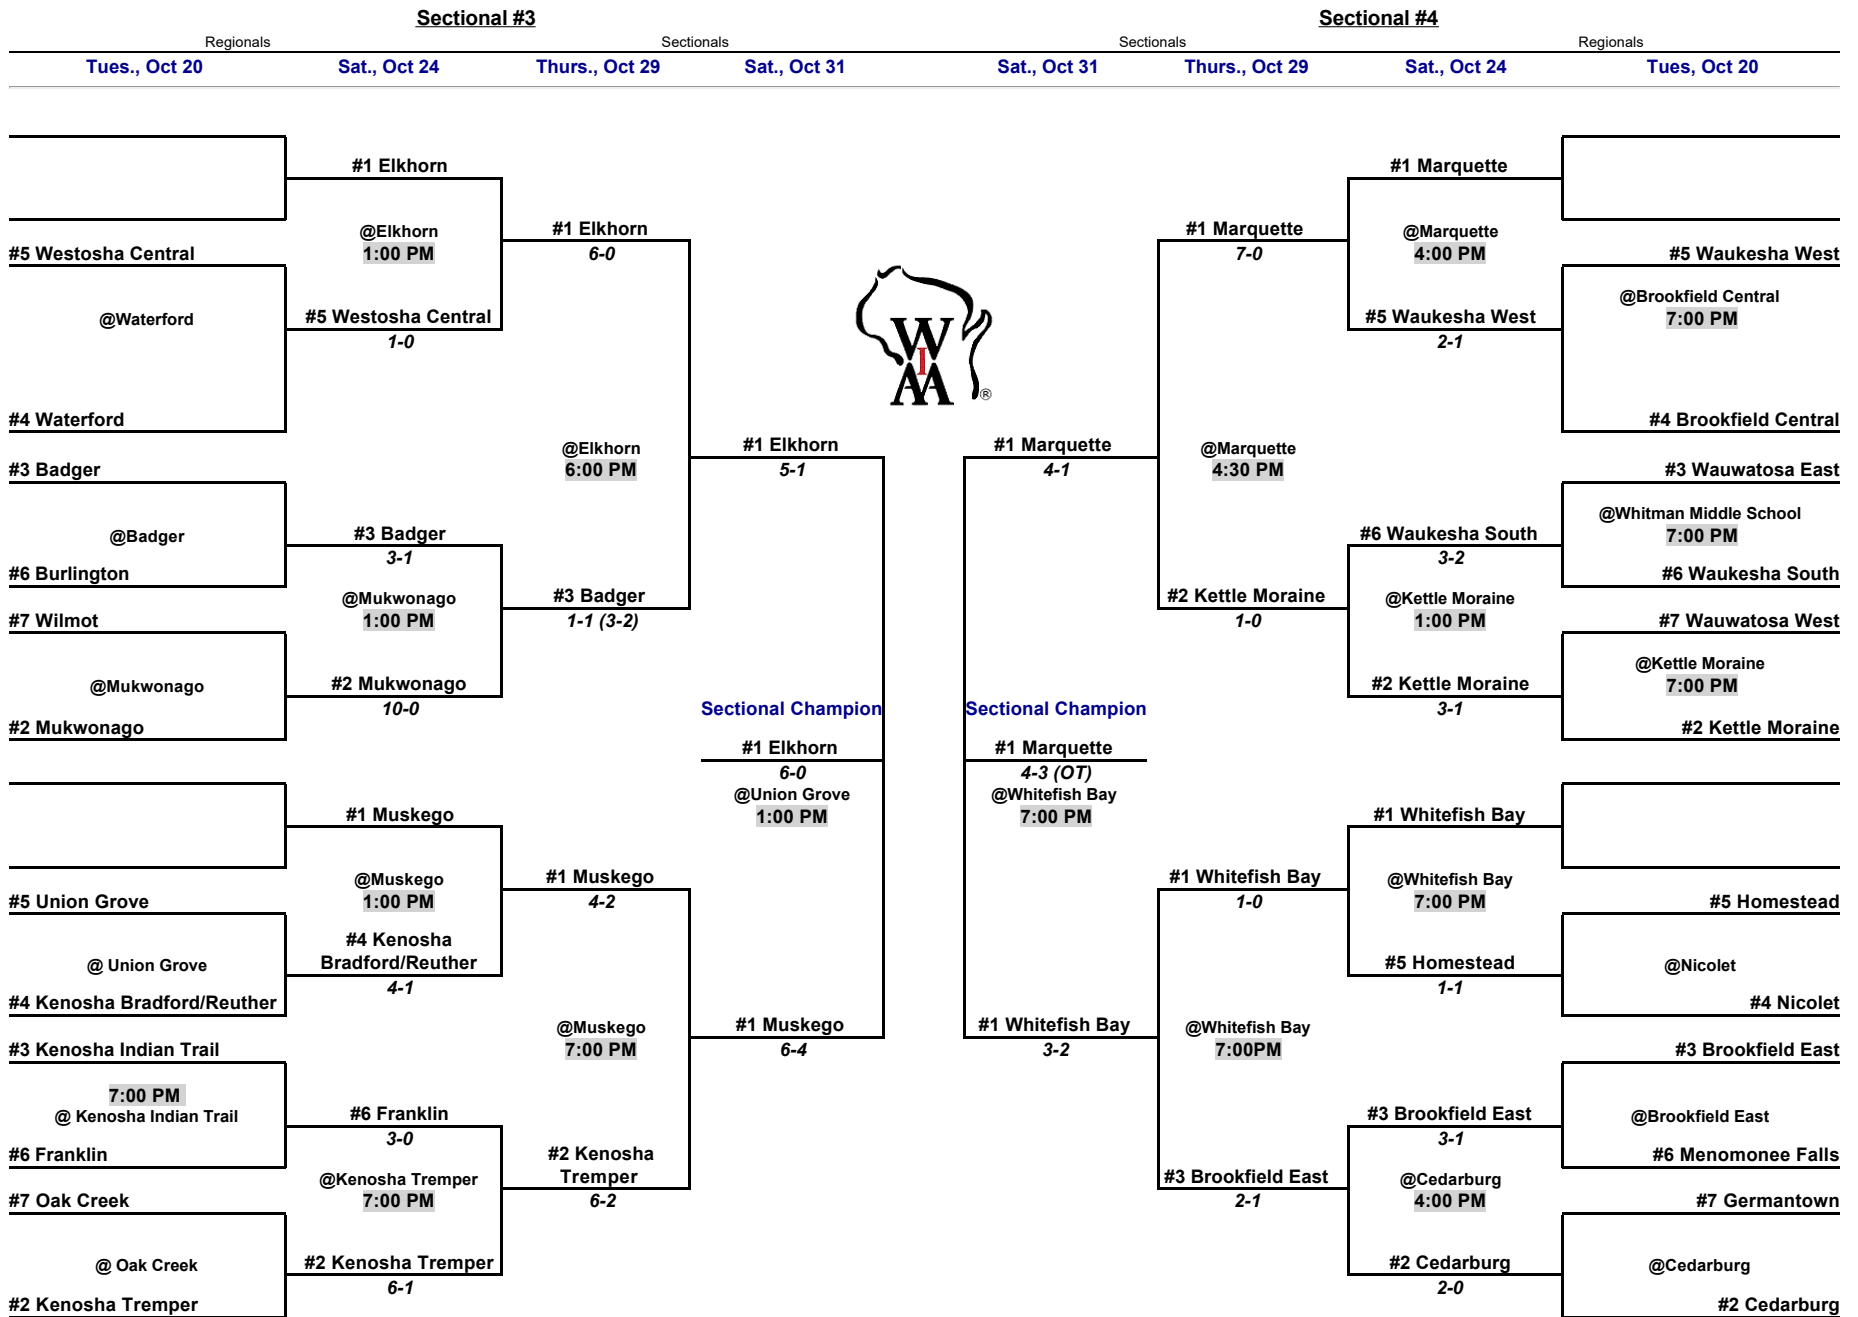 Sectional #3
Sectional #4
Regionals
Sectionals
Sectionals
Regionals
Tues., Oct 20
Sat., Oct 24
Thurs., Oct 29
Sat., Oct 31
Sat., Oct 31
Thurs., Oct 29
Sat., Oct 24
Tues, Oct 20
#5 Westosha Central
@Waterford
#4 Waterford
#3 Badger
@Badger
#6 Burlington
#7 Wilmot
@Mukwonago
#2 Mukwonago
#5 Union Grove
@ Union Grove
#4 Kenosha Bradford/Reuther
#3 Kenosha Indian Trail
7:00 PM
@ Kenosha Indian Trail
#6 Franklin
#7 Oak Creek
@ Oak Creek
#2 Kenosha Tremper
#1 Elkhorn
@Elkhorn
1:00 PM
#5 Westosha Central
1-0
#3 Badger
3-1
@Mukwonago
1:00 PM
#2 Mukwonago
10-0
#1 Muskego
@Muskego
1:00 PM
#4 Kenosha
Bradford/Reuther
4-1
#6 Franklin
3-0
@Kenosha Tremper
7:00 PM
#2 Kenosha Tremper
6-1
#1 Elkhorn
6-0
@Elkhorn
6:00 PM
#3 Badger
1-1 (3-2)
#1 Muskego
4-2
@Muskego
7:00 PM
#2 Kenosha
Tremper
6-2
#1 Elkhorn
5-1
Sectional Champion
#1 Elkhorn
6-0
@Union Grove
1:00 PM
#1 Muskego
6-4
W
I
AA
®
#1 Marquette
4-1
Sectional Champion
#1 Marquette
4-3 (OT)
@Whitefish Bay
7:00 PM
#1 Whitefish Bay
3-2
#1 Marquette
7-0
@Marquette
4:30 PM
#2 Kettle Moraine
1-0
#1 Whitefish Bay
1-0
@Whitefish Bay
7:00PM
#3 Brookfield East
2-1
#1 Marquette
@Marquette
4:00 PM
#5 Waukesha West
2-1
#6 Waukesha South
3-2
@Kettle Moraine
1:00 PM
#2 Kettle Moraine
3-1
#1 Whitefish Bay
@Whitefish Bay
7:00 PM
#5 Homestead
1-1
#3 Brookfield East
3-1
@Cedarburg
4:00 PM
#2 Cedarburg
2-0
#5 Waukesha West
@Brookfield Central
7:00 PM
#4 Brookfield Central
#3 Wauwatosa East
@Whitman Middle School
7:00 PM
#6 Waukesha South
#7 Wauwatosa West
@Kettle Moraine
7:00 PM
#2 Kettle Moraine
#5 Homestead
@Nicolet
#4 Nicolet
#3 Brookfield East
@Brookfield East
#6 Menomonee Falls
#7 Germantown
@Cedarburg
#2 Cedarburg